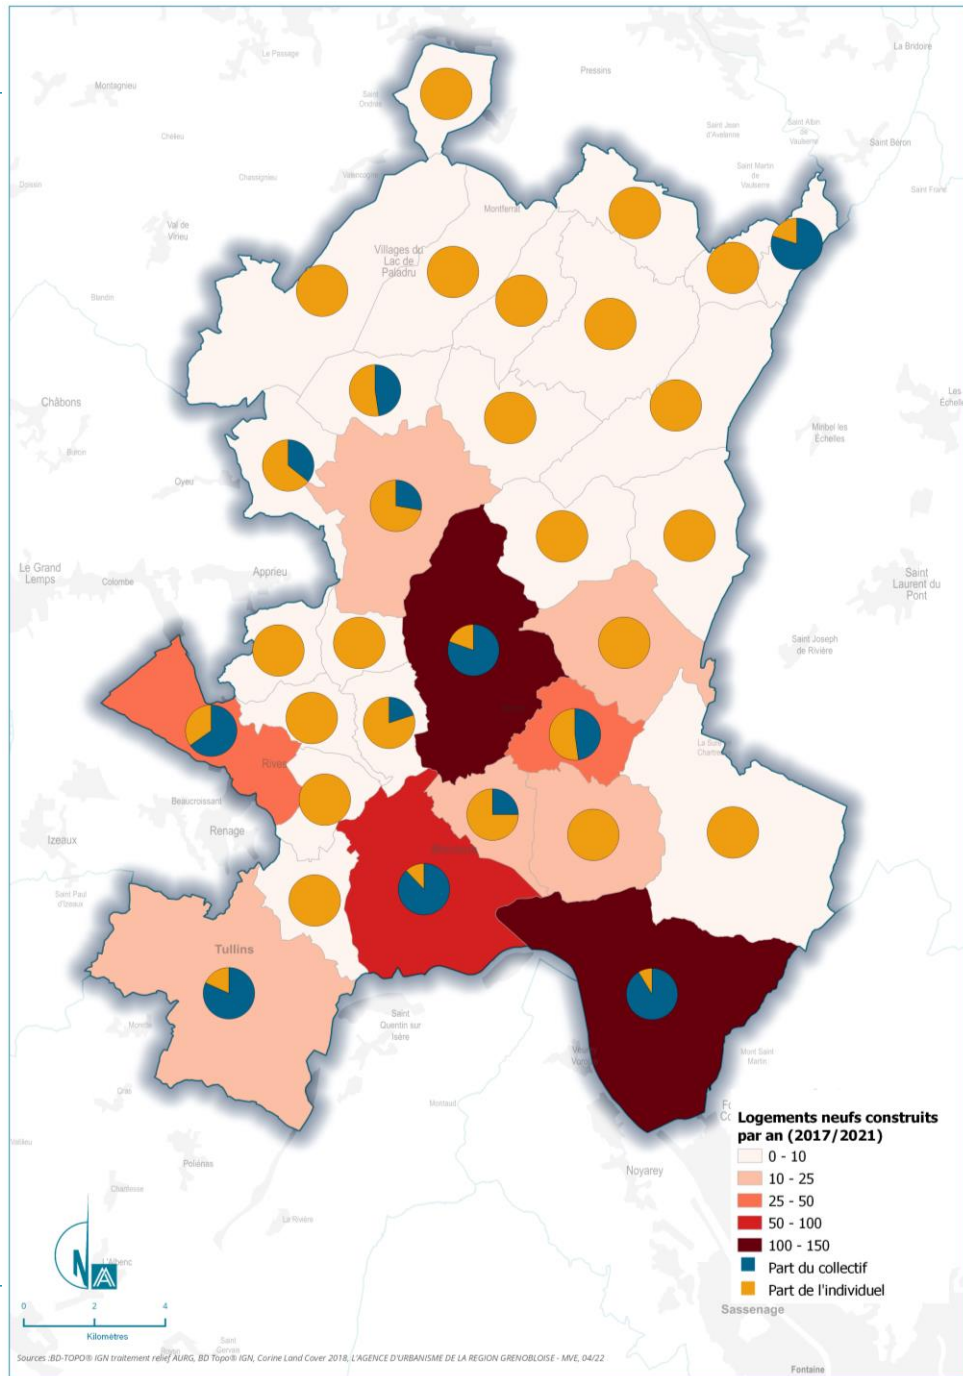 La Bridoire
Le Passage
Pressins
Montagnieu
Saint
Chélieu
Saint Jean
d'Avelanne
Saint Albin
de
Vaulserre
Saint Béron
Saint Martin
de
Vaulserre
Chassignieu
Valencogne
Doissin
Saint Franc
Montferrat
Val de
Virieu
Villages du
Lac de
Paladru
Blandin
Châbons
Les
Échelles
Miribel les
Échelles
Burcin
Oyeu
Le Grand
Lemps
Colombe
Apprieu
Saint
Laurent du
Pont
Saint Joseph
de Rivière
Rives
Beaucroissant
Renage
Izeaux
Saint Paul
d'Izeaux
Tullins
Saint
Quentin sur
Isère
Mont Saint
Martin
Montaud
Poliénas
Noyarey
La Rivière
L'Albenc
Saint
Gervais
Logements neufs construits
par an (2017/2021)
0 - 10
10 - 25
25 - 50
50 - 100
100 - 150
Part du collectif
Part de l'individuel
Sassenage
Fontaine
N
0 2 4
Kilomètres
Sources :BD-TOPO® IGN traitement relief AURG, BD Topo® IGN, Corine Land Cover 2018, L'AGENCE D'URBANISME DE LA REGION GRENOBLOISE - MVE, 04/22